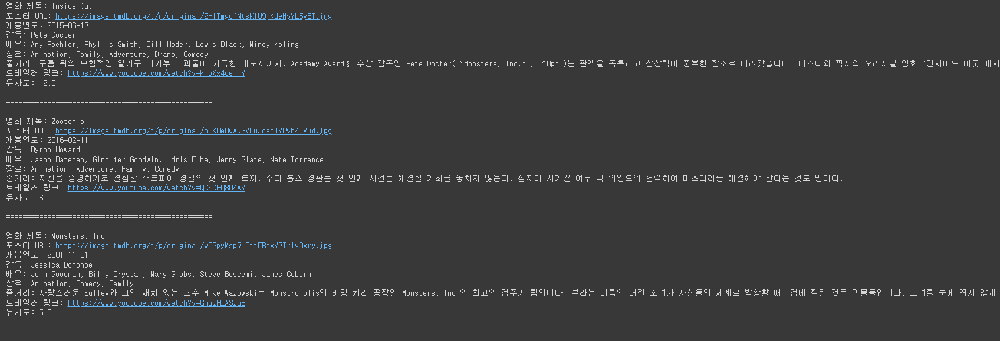 영화 제목: Inside Out
포스터 URL: https://image.tmdb.org/t/p/original/2H1TmgdfNtsKlU9jKdeNyYL5y8T.jpg
개봉연도: 2015-06-17
감독: Pete Docter
배우: Amy Poehler, Phyllis Smith, Bill Hader, Lewis Black, Mindy Kaling
장르: Animation, Family, Adventure, Drama, Comedy
줄거리: 구름 위의 모험적인 열기구 타기부터 괴물이 가득한 대도시까지, Academy Award® 수상 감독인 Pete Docter( “Monsters, Inc.” , “Up” )는 관객을 독특하고 상상력이 풍부한 장소로 데려갔습니다. 디즈니와 픽사의 오리지널 영화 '인사이드 아웃'에서
트레일러 링크: https://www.youtube.com/watch?v=k1oXx4delIY
유사도: 12.0
==================================================
영화 제목: Zootopia
포스터 URL: https://image.tmdb.org/t/p/original/hlK0e0wAQ3VLuJcsfIYPvb4JVud.jpg
개봉연도: 2016-02-11
감독: Byron Howard
배우: Jason Bateman, Ginnifer Goodwin, Idris Elba, Jenny Slate, Nate Torrence
장르: Animation, Adventure, Family, Comedy
줄거리: 자신을 증명하기로 결심한 주토피아 경찰의 첫 번째 토끼, 주디 홉스 경관은 첫 번째 사건을 해결할 기회를 놓치지 않는다. 심지어 사기꾼 여우 닉 와일드와 협력하여 미스터리를 해결해야 한다는 것도 말이다.
트레일러 링크: https://www.youtube.com/watch?v=QDSDEQ8O4AY
유사도: 6.0
==================================================
영화 제목: Monsters, Inc.
포스터 URL: https://image.tmdb.org/t/p/original/wFSpyMsp7H0ttERbxY7Trlv8xry.jpg
개봉연도: 2001-11-01
감독: Jessica Donohoe
배우: John Goodman, Billy Crystal, Mary Gibbs, Steve Buscemi, James Coburn
장르: Animation, Comedy, Family
줄거리: 사랑스러운 Sulley와 그의 재치 있는 조수 Mike Wazowski는 Monstropolis의 비명 처리 공장인 Monsters, Inc.의 최고의 겁주기 팀입니다. 부라는 이름의 어린 소녀가 자신들의 세계로 방황할 때, 겁에 질린 것은 괴물들입니다. 그녀를 눈에 띄지 않게
트레일러 링크: https://www.youtube.com/watch?v=GnuQH_ASzu8
유사도: 5.0
==================================================